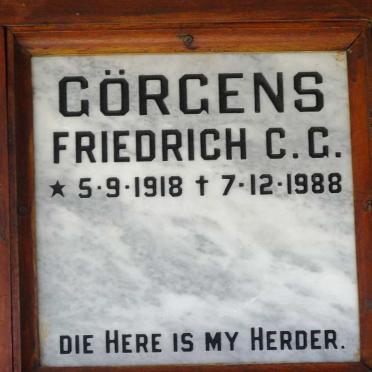 GÖRGENS
FRIEDRICH C. G.
★ 5·9·1918 † 7·12·1988
DIE HERE IS MY HERDER.